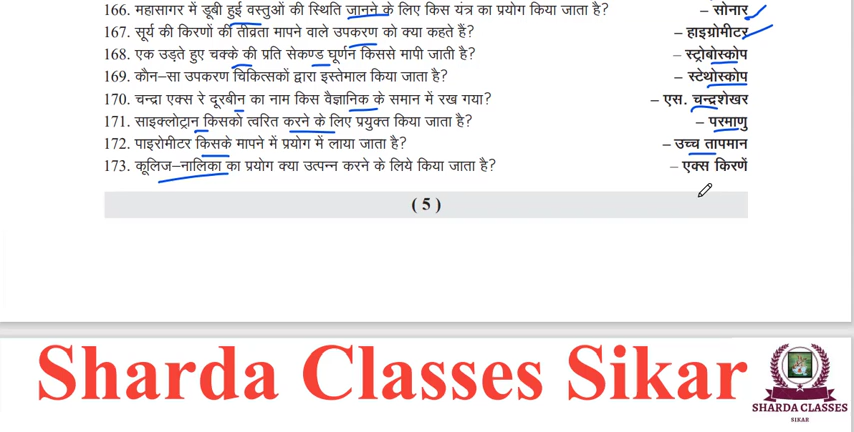 166. महासागर में डूबी हुई वस्तुओं की स्थिति जानने के लिए किस यंत्र का प्रयोग किया जाता है? – सोनार
167. सूर्य की किरणों की तीव्रता मापने वाले उपकरण को क्या कहते हैं? – हाइग्रोमीटर
168. एक उड़ते हुए चक्के की प्रति सेकण्ड घूर्णन किससे मापी जाती है? – स्ट्रोबोस्कोप
169. कौन–सा उपकरण चिकित्सकों द्वारा इस्तेमाल किया जाता है? – स्टेथोस्कोप
170. चन्द्रा एक्स रे दूरबीन का नाम किस वैज्ञानिक के समान में रख गया? – एस. चन्द्रशेखर
171. साइक्लोट्रान किसको त्वरित करने के लिए प्रयुक्त किया जाता है? – परमाणु
172. पाइरोमीटर किसके मापने में प्रयोग में लाया जाता है? – उच्च तापमान
173. कूलिज–नालिका का प्रयोग क्या उत्पन्न करने के लिये किया जाता है? – एक्स किरणें
( 5 )
Sharda Classes Sikar
SHARDA CLASSES
SIKAR